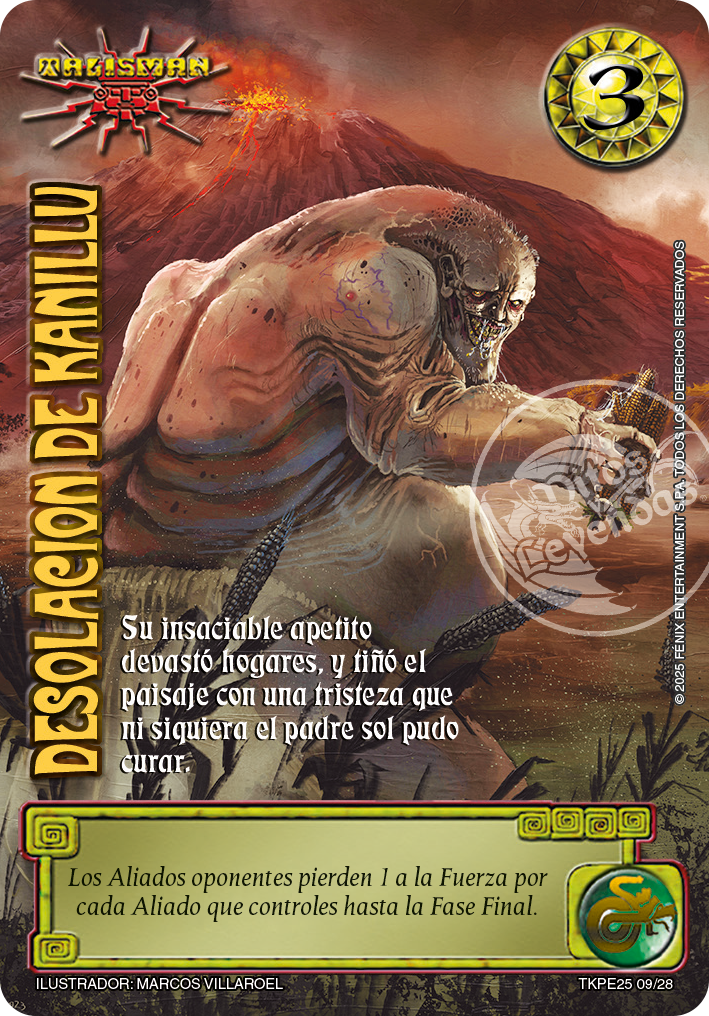 TALISMAN
3
DESOLACION DE KANILLU
Su insaciable apetito
devastó hogares, y tiñó el
paisaje con una tristeza que
ni siquiera el padre sol pudo
curar.
Mitos y
Leyendas
© 2025 FÉNIX ENTERTAINMENT S.P.A. TODOS LOS DERECHOS RESERVADOS
Los Aliados oponentes pierden 1 a la Fuerza por
cada Aliado que controles hasta la Fase Final.
ILUSTRADOR: MARCOS VILLAROEL
TKPE25 09/28